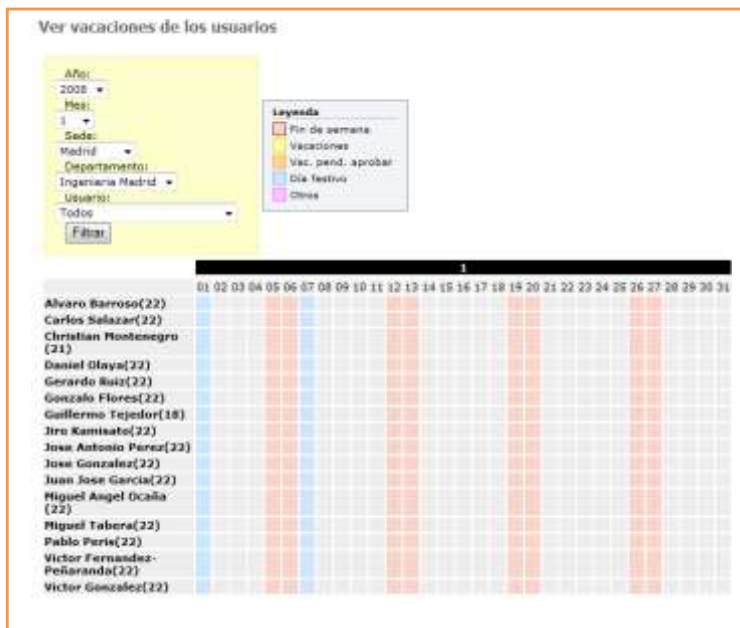 Ver vacaciones de los usuarios
Año:
2008
Mes:
1
Sede:
Madrid
Departamento:
Ingenieria Madrid
Usuario:
Todos
Filtrar
Leyenda
Fin de semana
Vacaciones
Vac. pend. aprobar
Día festivo
Otros
1
01 02 03 04 05 06 07 08 09 10 11 12 13 14 15 16 17 18 19 20 21 22 23 24 25 26 27 28 29 30 31
Alvaro Barroso(22)
Carlos Salazar(22)
Christian Montenegro
(21)
Daniel Olaya(22)
Gerardo Ruiz(22)
Gonzalo Flores(22)
Guillermo Tejedor(18)
Jiro Kamisato(22)
Jose Antonio Perez(22)
Jose Gonzalez(22)
Juan Jose Garcia(22)
Miguel Angel Ocaña
(22)
Miguel Tabera(22)
Pablo Peris(22)
Victor Fernandez-
Peñaranda(22)
Victor Gonzalez(22)